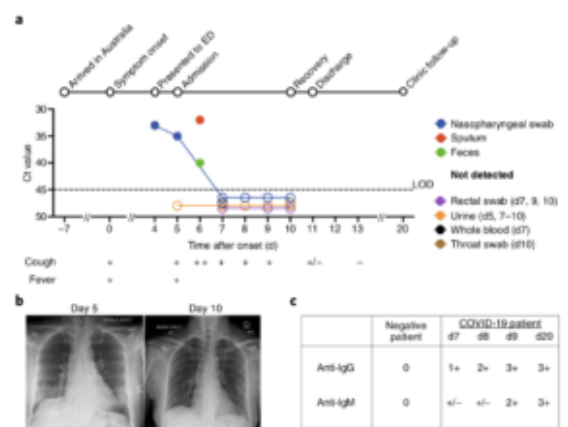 a
Arrived in Australia
Symptom onset
Presented to ED
Admission
Recovery
Discharge
Clinic follow-up
30
35
40
45
50
Ct value
LOD
-7 0 4 5 6 7 8 9 10 11 13 20
Time after onset (d)
Nasopharyngeal swab
Sputum
Feces
Not detected
Rectal swab (d7, 9, 10)
Urine (d5, 7–10)
Whole blood (d7)
Throat swab (d10)
Cough + + ++ + + + +/– –
Fever + +
b
Day 5
Day 10
c
Negative patient
COVID-19 patient
d7 d8 d9 d20
Anti-IgG 0 1+ 2+ 3+ 3+
Anti-IgM 0 +/– +/– 2+ 3+